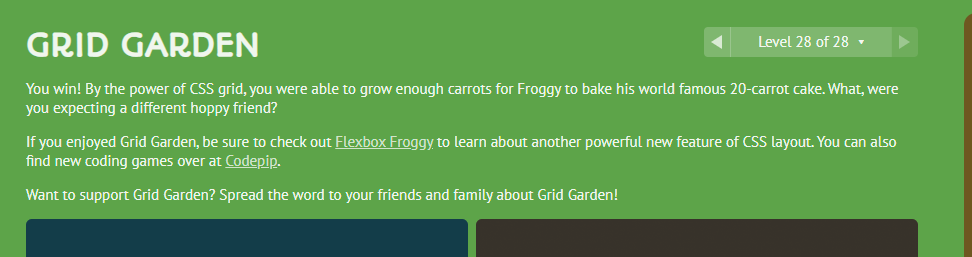 GRID GARDEN
Level 28 of 28
You win! By the power of CSS grid, you were able to grow enough carrots for Froggy to bake his world famous 20-carrot cake. What, were
you expecting a different hoppy friend?
If you enjoyed Grid Garden, be sure to check out Flexbox Froggy to learn about another powerful new feature of CSS layout. You can also
find new coding games over at Codepip.
Want to support Grid Garden? Spread the word to your friends and family about Grid Garden!